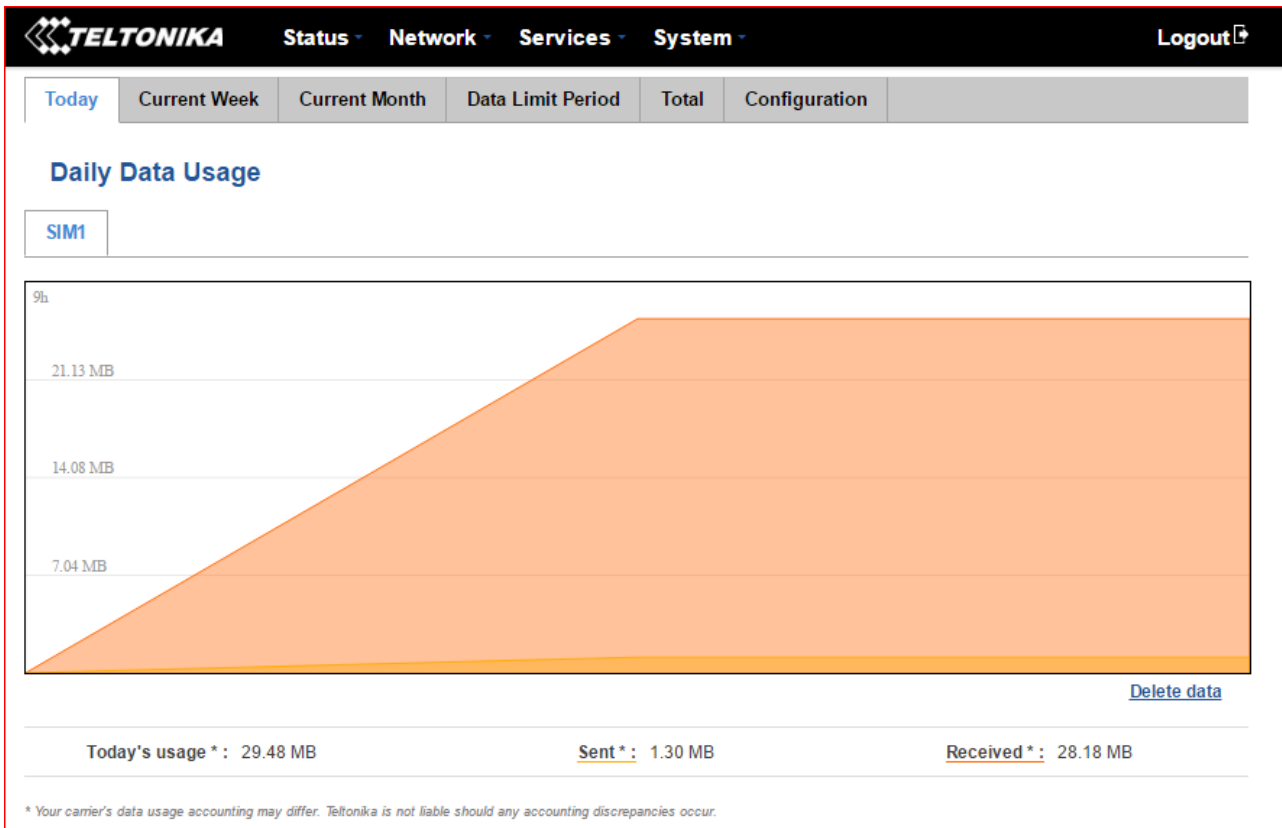 TELTONIKA Status Network Services System Logout
Today Current Week Current Month Data Limit Period Total Configuration
Daily Data Usage
SIM1
9h
21.13 MB
14.08 MB
7.04 MB
Delete data
Today's usage * : 29.48 MB Sent * : 1.30 MB Received * : 28.18 MB
* Your carrier's data usage accounting may differ. Teltonika is not liable should any accounting discrepancies occur.